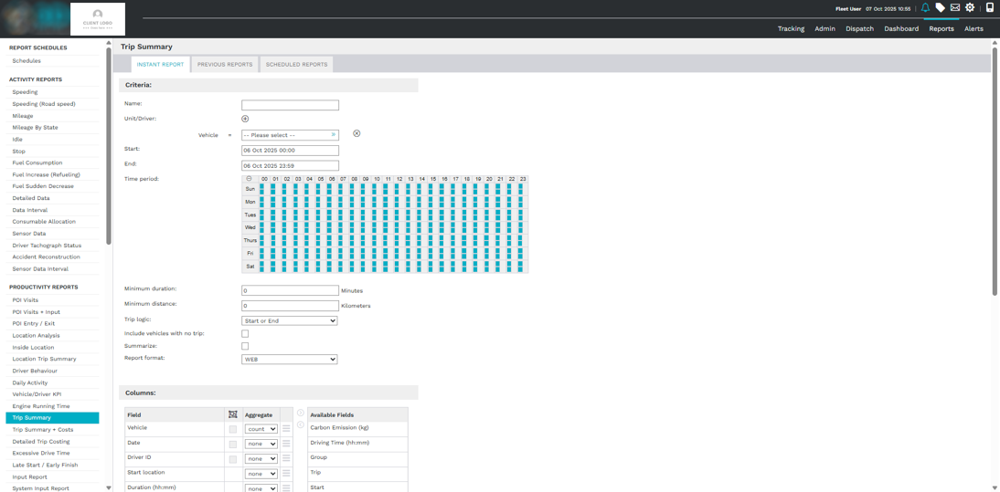 Fleet User 07 Oct 2025 10:55
CLIENT LOGO
Tracking Admin Dispatch Dashboard Reports Alerts
REPORT SCHEDULES
Schedules
ACTIVITY REPORTS
Speeding
Speeding (Road speed)
Mileage
Mileage By State
Idle
Stop
Fuel Consumption
Fuel Increase (Refueling)
Fuel Sudden Decrease
Detailed Data
Data Interval
Consumable Allocation
Sensor Data
Driver Tachograph Status
Accident Reconstruction
Sensor Data Interval
PRODUCTIVITY REPORTS
POI Visits
POI Visits + Input
POI Entry / Exit
Location Analysis
Inside Location
Location Trip Summary
Driver Behaviour
Daily Activity
Vehicle/Driver KPI
Engine Running Time
Trip Summary
Trip Summary + Costs
Detailed Trip Costing
Excessive Drive Time
Late Start / Early Finish
Input Report
System Input Report
Trip Summary
INSTANT REPORT PREVIOUS REPORTS SCHEDULED REPORTS
Criteria:
Name:
Unit/Driver:
Vehicle = -- Please select -- »
Start: 06 Oct 2025 00:00
End: 06 Oct 2025 23:59
Time period:
00 01 02 03 04 05 06 07 08 09 10 11 12 13 14 15 16 17 18 19 20 21 22 23
Sun
Mon
Tues
Wed
Thurs
Fri
Sat
Minimum duration: 0 Minutes
Minimum distance: 0 Kilometers
Trip logic: Start or End
Include vehicles with no trip:
Summarize:
Report format: WEB
Columns:
Field Aggregate Available Fields
Vehicle count Carbon Emission (kg)
Date none Driving Time (hh:mm)
Driver ID none Group
Start location none Trip
Duration (hh:mm) none Start